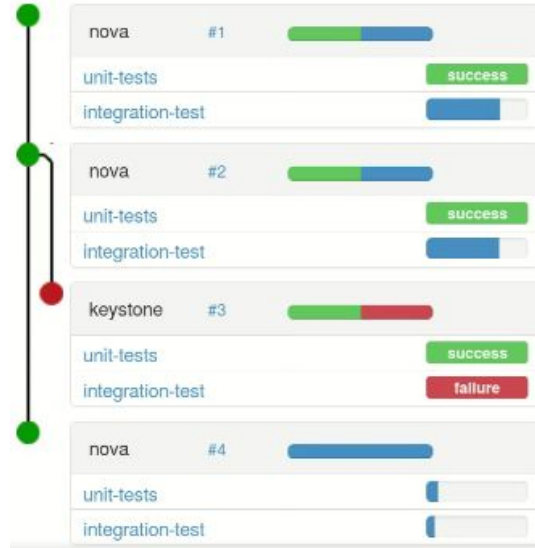 nova #1
unit-tests success
integration-test
nova #2
unit-tests success
integration-test
keystone #3
unit-tests success
integration-test failure
nova #4
unit-tests
integration-test